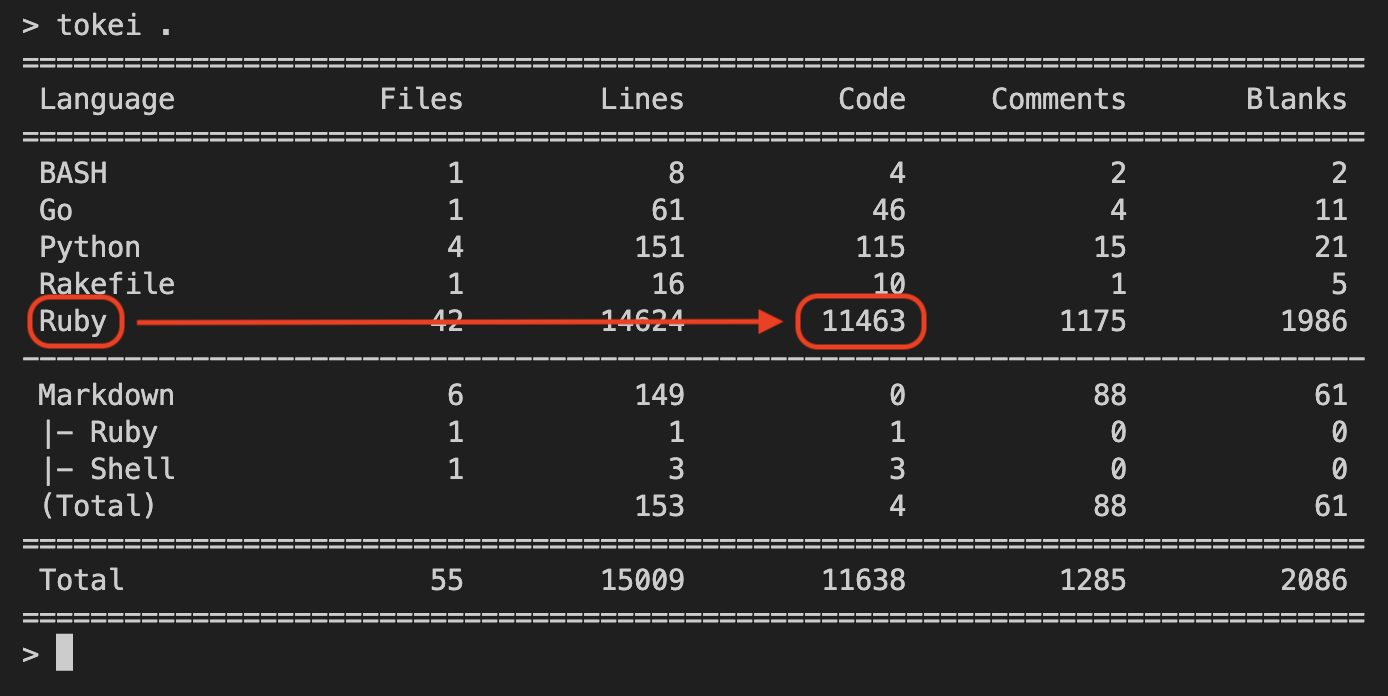 > tokei .
===============================================================================
 Language            Files        Lines         Code     Comments       Blanks
===============================================================================
 BASH                    1            8            4            2            2
 Go                      1           61           46            4           11
 Python                  4          151          115           15           21
 Rakefile                1           16           10            1            5
 Ruby                   42        14624        11463         1175         1986
-------------------------------------------------------------------------------
 Markdown                6          149            0           88           61
 |- Ruby                 1            1            1            0            0
 |- Shell                1            3            3            0            0
 (Total)                            153            4           88           61
===============================================================================
 Total                  55        15009        11638         1285         2086
===============================================================================
>